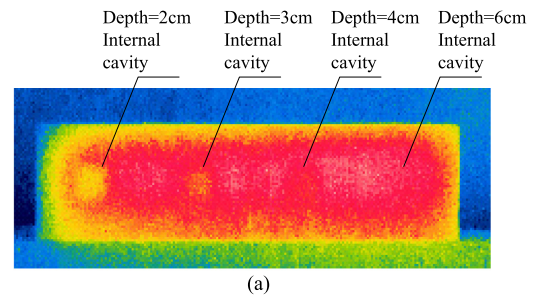 Depth=2cm
Internal
cavity
Depth=3cm
Internal
cavity
Depth=4cm
Internal
cavity
Depth=6cm
Internal
cavity
(a)